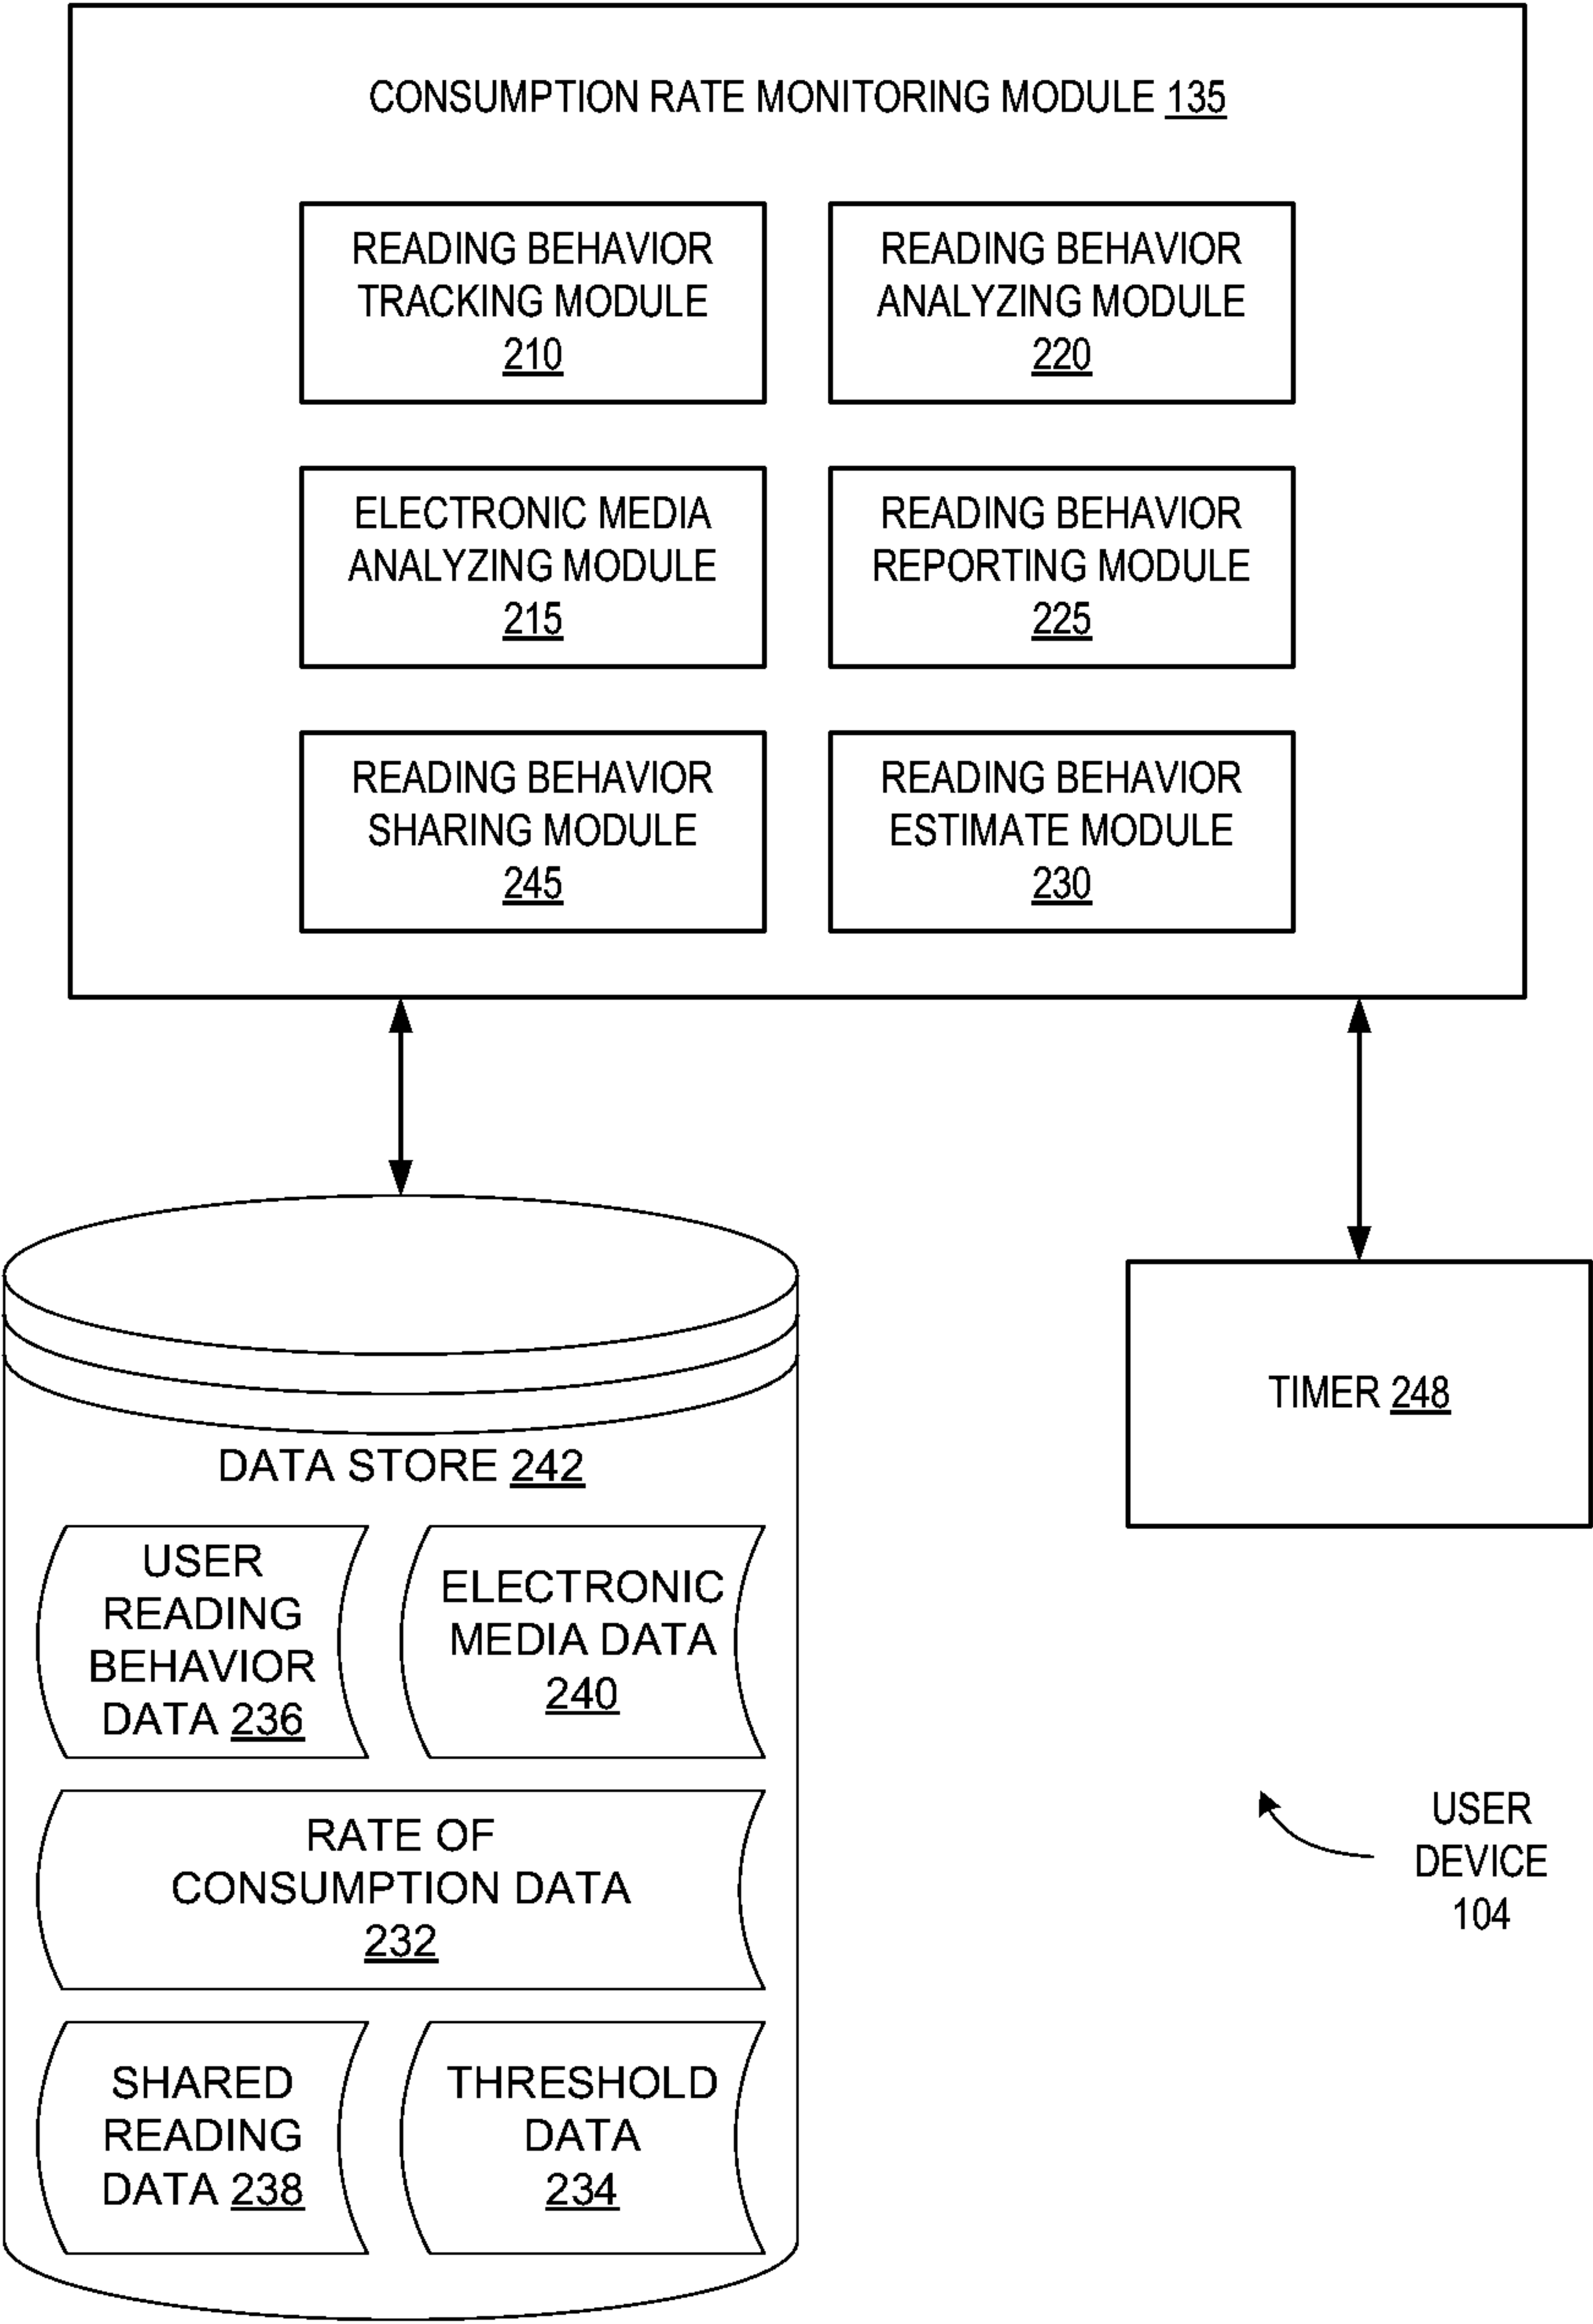 CONSUMPTION RATE MONITORING MODULE 135
READING BEHAVIOR
TRACKING MODULE
210
READING BEHAVIOR
ANALYZING MODULE
220
ELECTRONIC MEDIA
ANALYZING MODULE
215
READING BEHAVIOR
REPORTING MODULE
225
READING BEHAVIOR
SHARING MODULE
245
READING BEHAVIOR
ESTIMATE MODULE
230
TIMER 248
DATA STORE 242
USER
READING
BEHAVIOR
DATA 236
ELECTRONIC
MEDIA DATA
240
RATE OF
CONSUMPTION DATA
232
SHARED
READING
DATA 238
THRESHOLD
DATA
234
USER
DEVICE
104